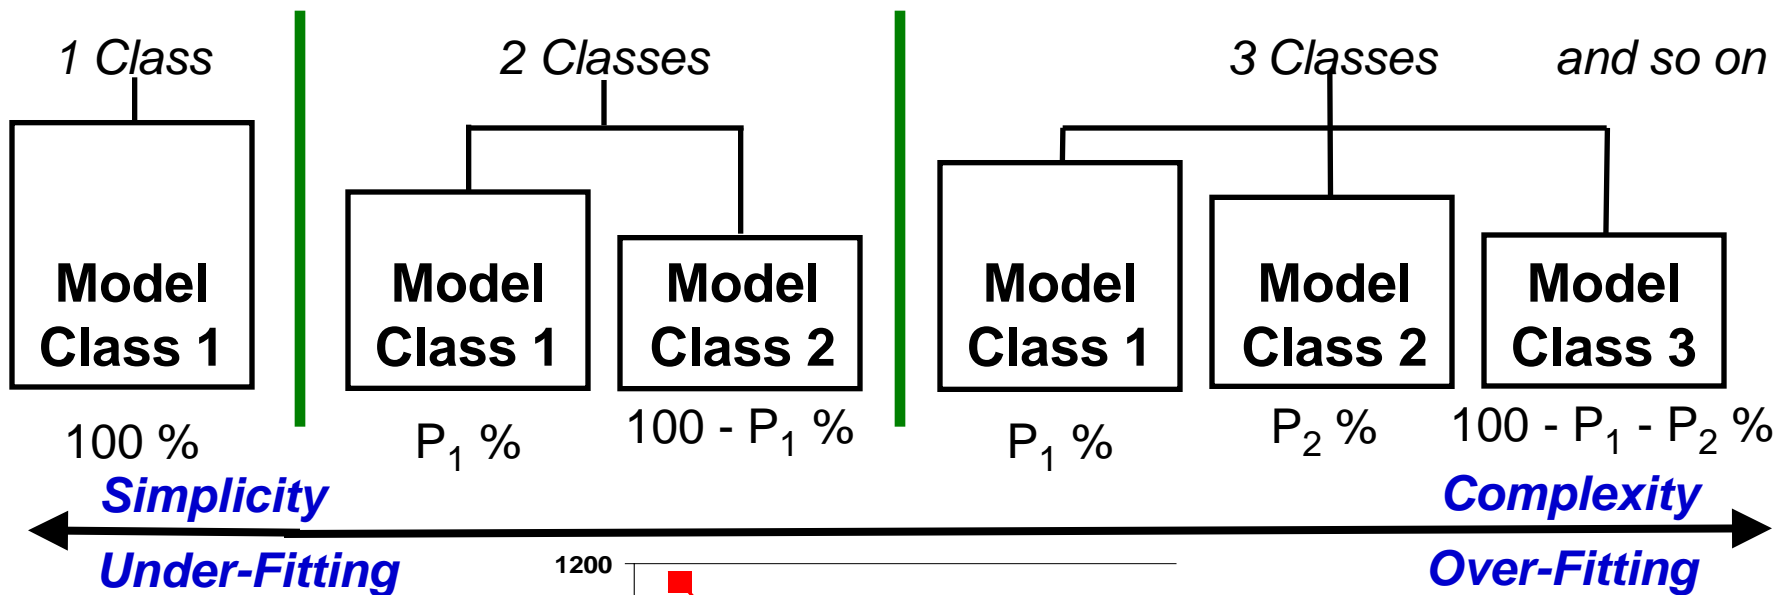 1 Class
2 Classes
3 Classes
and so on
Model
Class 1
Model
Class 1
Model
Class 2
Model
Class 1
Model
Class 2
Model
Class 3
100 %
P₁ %
100 - P₁ %
P₁ %
P₂ %
100 - P₁ - P₂ %
Simplicity
Complexity
Under-Fitting
1200
Over-Fitting